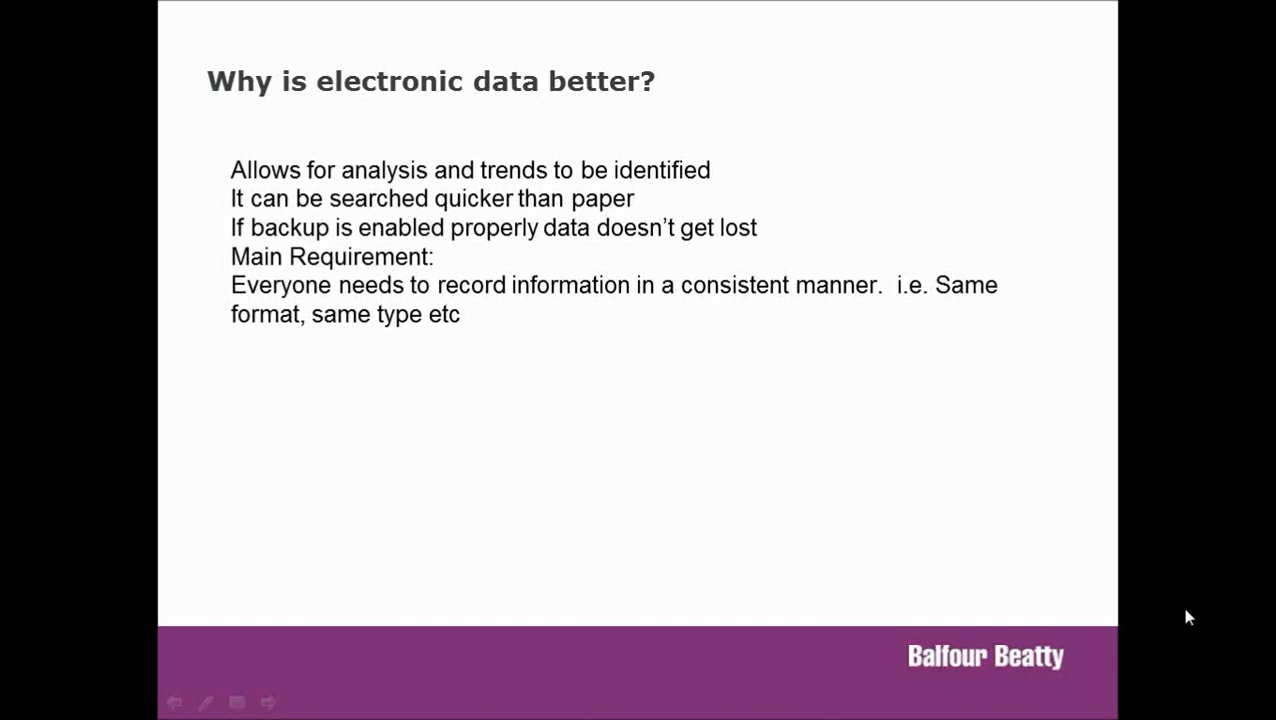 Why is electronic data better?
Allows for analysis and trends to be identified
It can be searched quicker than paper
If backup is enabled properly data doesn’t get lost
Main Requirement:
Everyone needs to record information in a consistent manner.  i.e. Same
format, same type etc
Balfour Beatty